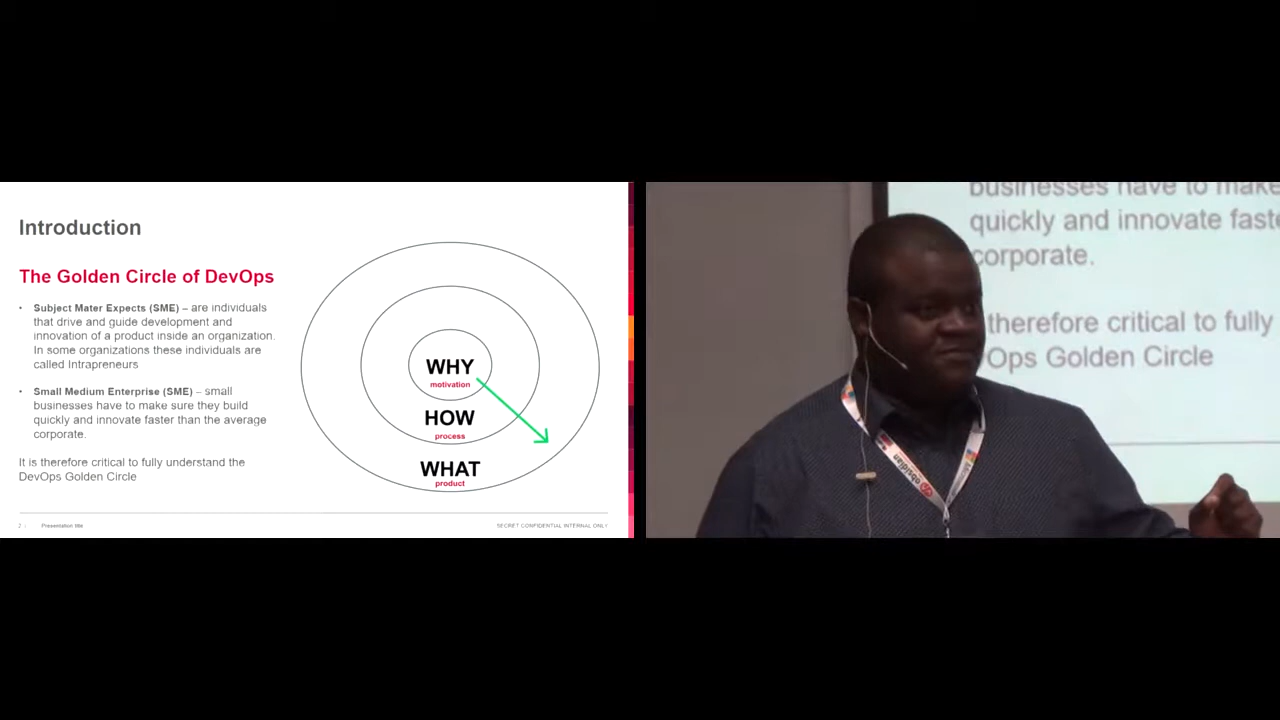 Introduction
The Golden Circle of DevOps
• Subject Mater Expects (SME) – are individuals
that drive and guide development and
innovation of a product inside an organization.
In some organizations these individuals are
called Intrapreneurs
• Small Medium Enterprise (SME) – small
businesses have to make sure they build
quickly and innovate faster than the average
corporate.
It is therefore critical to fully understand the
DevOps Golden Circle
WHY
motivation
HOW
process
WHAT
product
2 |
Presentation title
SECRET CONFIDENTIAL INTERNAL ONLY
businesses have to make
quickly and innovate faste
corporate.
therefore critical to fully
Ops Golden Circle
obsidian